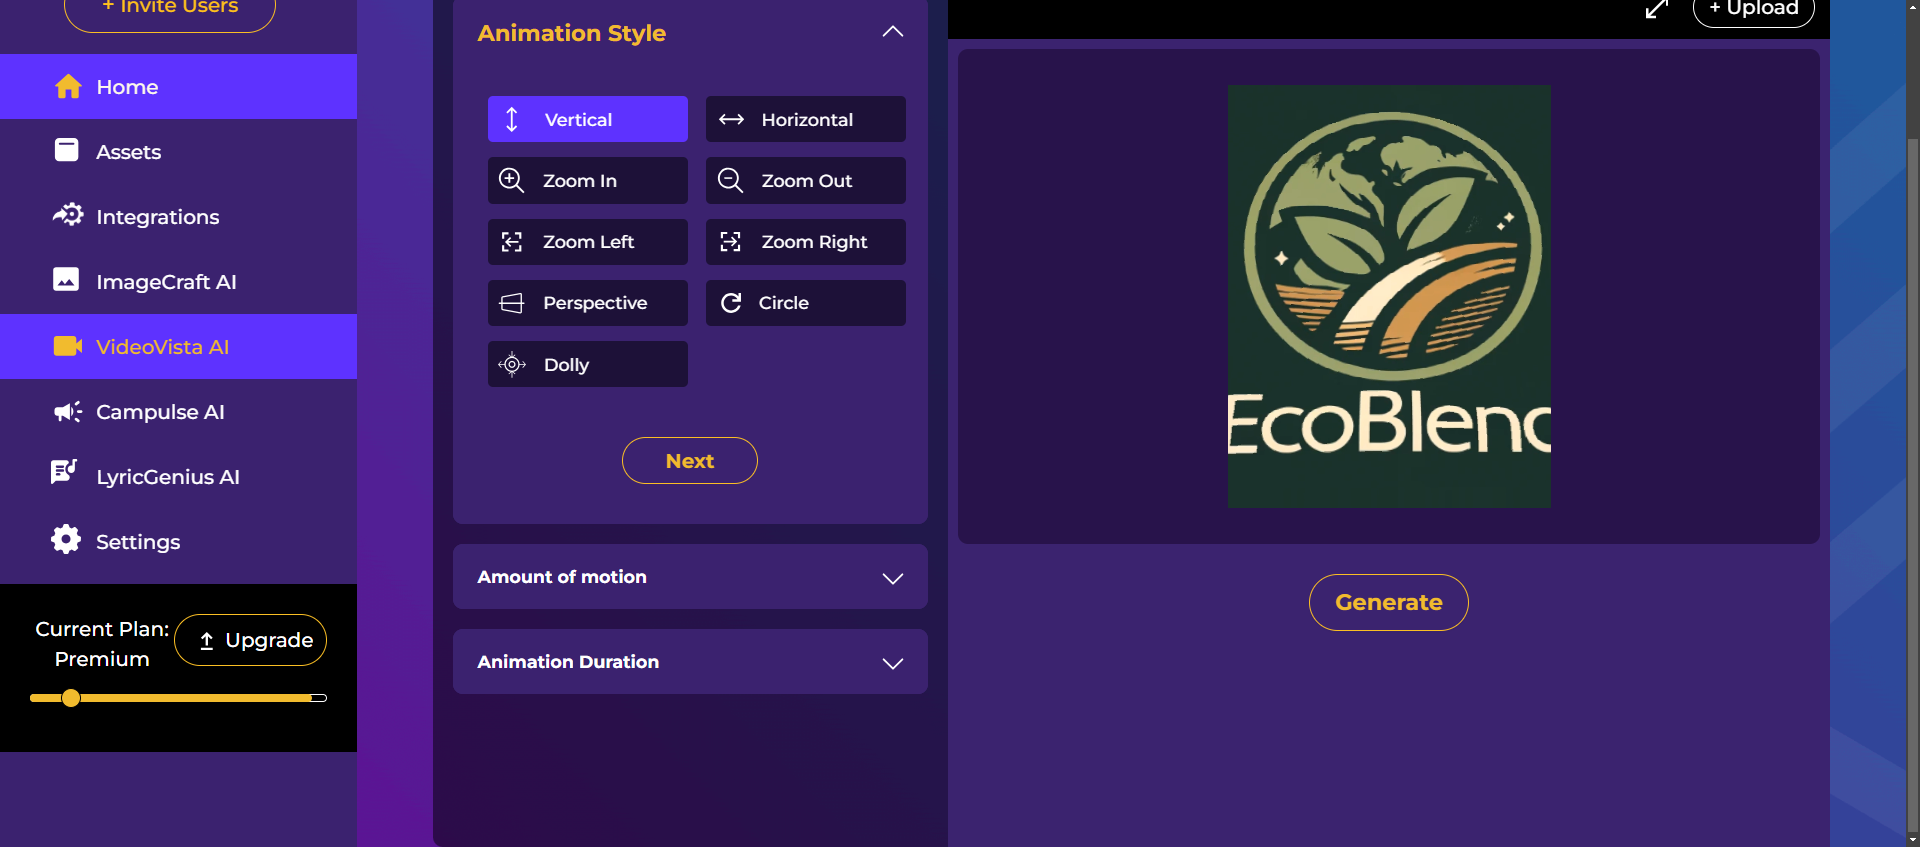 + Invite Users
Home
Assets
Integrations
ImageCraft AI
VideoVista AI
Campulse AI
LyricGenius AI
Settings
Current Plan:
Premium
Upgrade
Animation Style
Vertical
Horizontal
Zoom In
Zoom Out
Zoom Left
Zoom Right
Perspective
Circle
Dolly
Next
Amount of motion
Animation Duration
+ Upload
EcoBlend
Generate